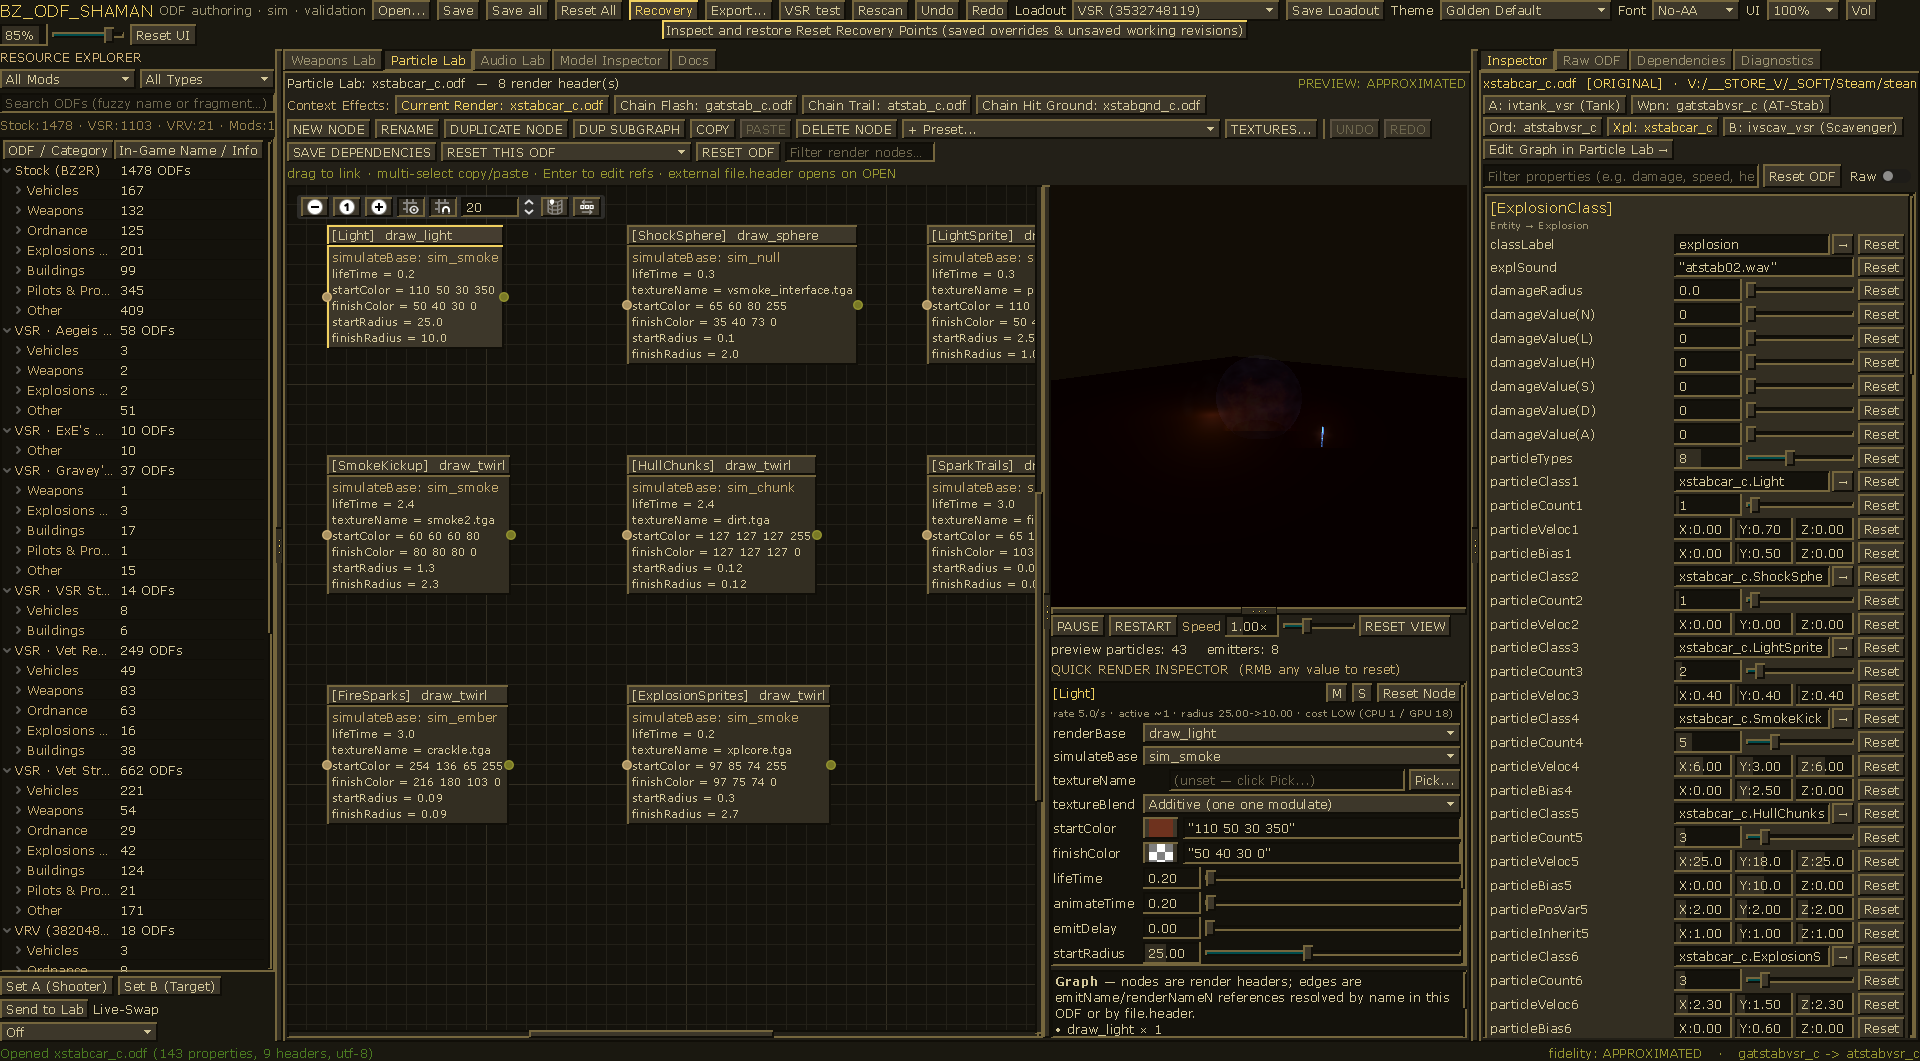 BZ_ODF_SHAMAN ODF authoring · sim · validation Open... Save Save all Reset All Recovery Export... VSR test Rescan Undo Redo Loadout VSR (3532748119) Save Loadout Theme Golden Default Font No-AA UI 100% Vol
85% Reset UI
Inspect and restore Reset Recovery Points (saved overrides & unsaved working revisions)
RESOURCE EXPLORER
All Mods All Types
Search ODFs (fuzzy name or fragment...)
Stock:1478 · VSR:1103 · VRV:21 · Mods:1
ODF / Category In-Game Name / Info
Stock (BZ2R) 1478 ODFs
Vehicles 167
Weapons 132
Ordnance 125
Explosions ... 201
Buildings 99
Pilots & Pro... 345
Other 409
VSR · Aegeis ... 58 ODFs
Vehicles 3
Weapons 2
Explosions ... 2
Other 51
VSR · ExE's ... 10 ODFs
Other 10
VSR · Gravey'... 37 ODFs
Weapons 1
Explosions ... 3
Buildings 17
Pilots & Pro... 1
Other 15
VSR · VSR St... 14 ODFs
Vehicles 8
Buildings 6
VSR · Vet Re... 249 ODFs
Vehicles 49
Weapons 83
Ordnance 63
Explosions ... 16
Buildings 38
VSR · Vet Str... 662 ODFs
Vehicles 221
Weapons 54
Ordnance 29
Explosions ... 42
Buildings 124
Pilots & Pro... 21
Other 171
VRV (382048... 18 ODFs
Vehicles 3
Ordnance 9
Set A (Shooter) Set B (Target)
Send to Lab Live-Swap
Off
Opened xstabcar_c.odf (143 properties, 9 headers, utf-8)
Weapons Lab Particle Lab Audio Lab Model Inspector Docs
Particle Lab: xstabcar_c.odf — 8 render header(s) PREVIEW: APPROXIMATED
Context Effects: Current Render: xstabcar_c.odf Chain Flash: gatstab_c.odf Chain Trail: atstab_c.odf Chain Hit Ground: xstabgnd_c.odf
NEW NODE RENAME DUPLICATE NODE DUP SUBGRAPH COPY PASTE DELETE NODE + Preset... TEXTURES... UNDO REDO
SAVE DEPENDENCIES RESET THIS ODF RESET ODF Filter render nodes...
drag to link · multi-select copy/paste · Enter to edit refs · external file.header opens on OPEN
1 20
[Light] draw_light
simulateBase: sim_smoke
lifeTime = 0.2
startColor = 110 50 30 350
finishColor = 50 40 30 0
startRadius = 25.0
finishRadius = 10.0
[ShockSphere] draw_sphere
simulateBase: sim_null
lifeTime = 0.3
textureName = vsmoke_interface.tga
startColor = 65 60 80 255
finishColor = 35 40 73 0
startRadius = 0.1
finishRadius = 2.0
[LightSprite] dr
simulateBase: s
lifeTime = 0.3
textureName = p
startColor = 110
finishColor = 50 4
startRadius = 2.5
finishRadius = 1.0
[SmokeKickup] draw_twirl
simulateBase: sim_smoke
lifeTime = 2.4
textureName = smoke2.tga
startColor = 60 60 60 80
finishColor = 80 80 80 0
startRadius = 1.3
finishRadius = 2.3
[HullChunks] draw_twirl
simulateBase: sim_chunk
lifeTime = 2.4
textureName = dirt.tga
startColor = 127 127 127 255
finishColor = 127 127 127 0
startRadius = 0.12
finishRadius = 0.12
[SparkTrails] dr
simulateBase: s
lifeTime = 3.0
textureName = fi
startColor = 65 1
finishColor = 103
startRadius = 0.0
finishRadius = 0.
[FireSparks] draw_twirl
simulateBase: sim_ember
lifeTime = 3.0
textureName = crackle.tga
startColor = 254 136 65 255
finishColor = 216 180 103 0
startRadius = 0.09
finishRadius = 0.09
[ExplosionSprites] draw_twirl
simulateBase: sim_smoke
lifeTime = 0.2
textureName = xplcore.tga
startColor = 97 85 74 255
finishColor = 97 75 74 0
startRadius = 0.3
finishRadius = 2.7
PAUSE RESTART Speed 1.00× RESET VIEW
preview particles: 43 emitters: 8
QUICK RENDER INSPECTOR (RMB any value to reset)
[Light] M S Reset Node
rate 5.0/s · active ~1 · radius 25.00->10.00 · cost LOW (CPU 1 / GPU 18)
renderBase draw_light
simulateBase sim_smoke
textureName (unset — click Pick...) Pick...
textureBlend Additive (one one modulate)
startColor "110 50 30 350"
finishColor "50 40 30 0"
lifeTime 0.20
animateTime 0.20
emitDelay 0.00
startRadius 25.00
Graph — nodes are render headers; edges are
emitName/renderNameN references resolved by name in this
ODF or by file.header.
• draw_light × 1
Inspector Raw ODF Dependencies Diagnostics
xstabcar_c.odf [ORIGINAL] · V:/__STORE_V/_SOFT/Steam/stean
A: ivtank_vsr (Tank) Wpn: gatstabvsr_c (AT-Stab)
Ord: atstabvsr_c Xpl: xstabcar_c B: ivscav_vsr (Scavenger)
Edit Graph in Particle Lab →
Filter properties (e.g. damage, speed, he Reset ODF Raw
[ExplosionClass]
Entity → Explosion
classLabel explosion → Reset
explSound "atstab02.wav" Reset
damageRadius 0.0 Reset
damageValue(N) 0 Reset
damageValue(L) 0 Reset
damageValue(H) 0 Reset
damageValue(S) 0 Reset
damageValue(D) 0 Reset
damageValue(A) 0 Reset
particleTypes 8 Reset
particleClass1 xstabcar_c.Light → Reset
particleCount1 1 Reset
particleVeloc1 X:0.00 Y:0.70 Z:0.00 Reset
particleBias1 X:0.00 Y:0.50 Z:0.00 Reset
particleClass2 xstabcar_c.ShockSphe → Reset
particleCount2 1 Reset
particleVeloc2 X:0.00 Y:0.00 Z:0.00 Reset
particleClass3 xstabcar_c.LightSprite → Reset
particleCount3 2 Reset
particleVeloc3 X:0.40 Y:0.40 Z:0.40 Reset
particleClass4 xstabcar_c.SmokeKick → Reset
particleCount4 5 Reset
particleVeloc4 X:6.00 Y:3.00 Z:6.00 Reset
particleBias4 X:0.00 Y:2.50 Z:0.00 Reset
particleClass5 xstabcar_c.HullChunks → Reset
particleCount5 3 Reset
particleVeloc5 X:25.0 Y:18.0 Z:25.0 Reset
particleBias5 X:0.00 Y:10.0 Z:0.00 Reset
particlePosVar5 X:2.00 Y:2.00 Z:2.00 Reset
particleInherit5 X:1.00 Y:1.00 Z:1.00 Reset
particleClass6 xstabcar_c.ExplosionS → Reset
particleCount6 3 Reset
particleVeloc6 X:2.30 Y:1.50 Z:2.30 Reset
particleBias6 X:0.00 Y:0.60 Z:0.00 Reset
fidelity: APPROXIMATED · gatstabvsr_c -> atstabvsr_c